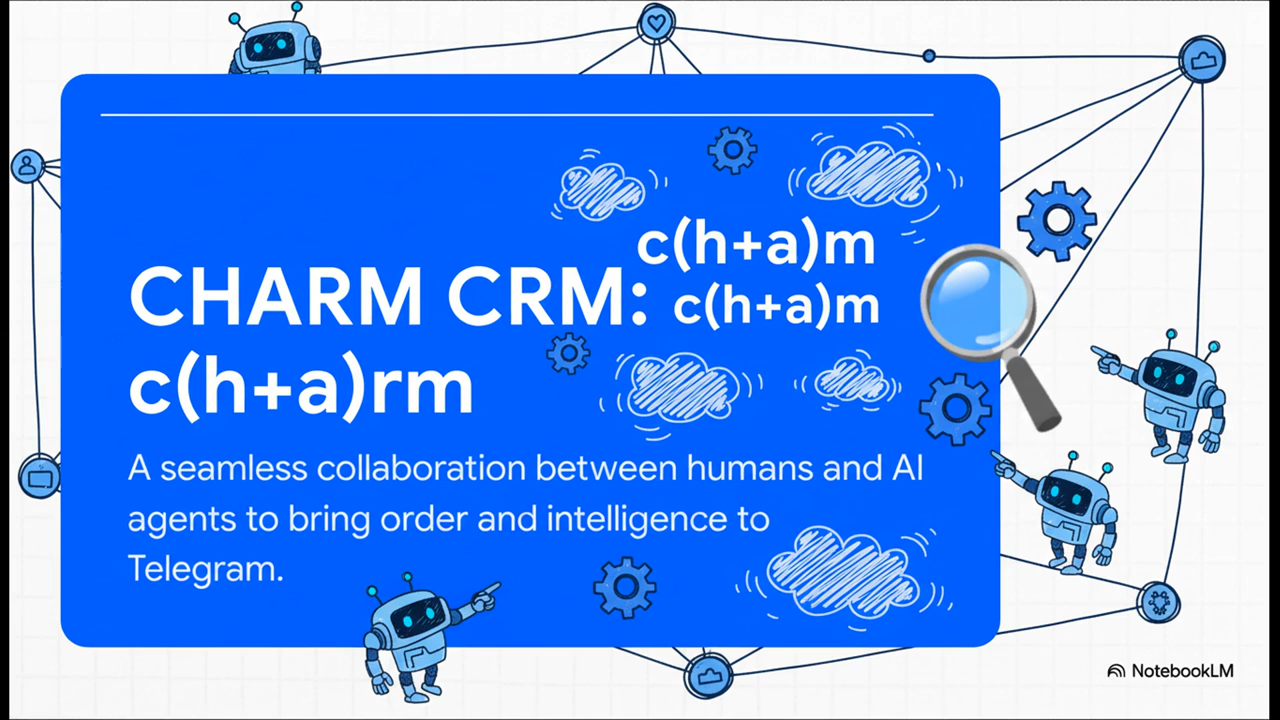 c(h+a)m
CHARM CRM: c(h+a)m
c(h+a)rm
A seamless collaboration between humans and AI
agents to bring order and intelligence to
Telegram.
NotebookLM